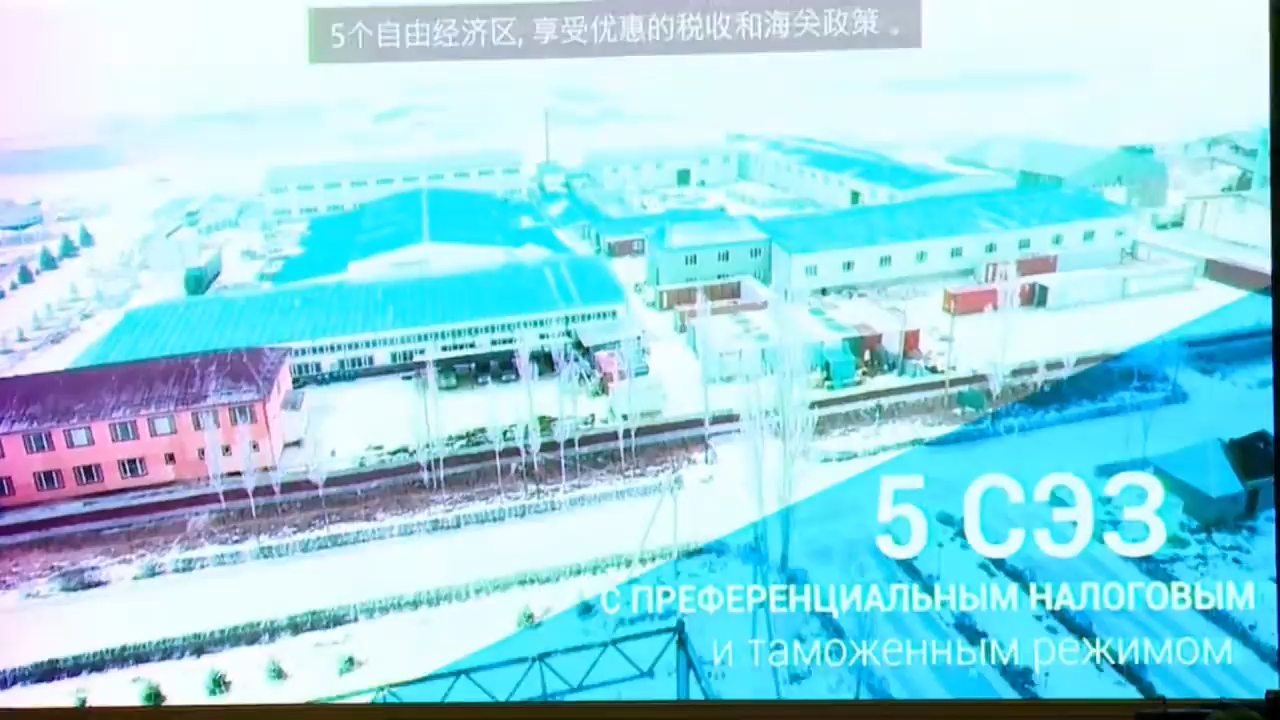 5个自由经济区, 享受优惠的税收和海关政策 。
5 СЭЗ
С ПРЕФЕРЕНЦИАЛЬНЫМ НАЛОГОВЫМ
и таможенным режимом